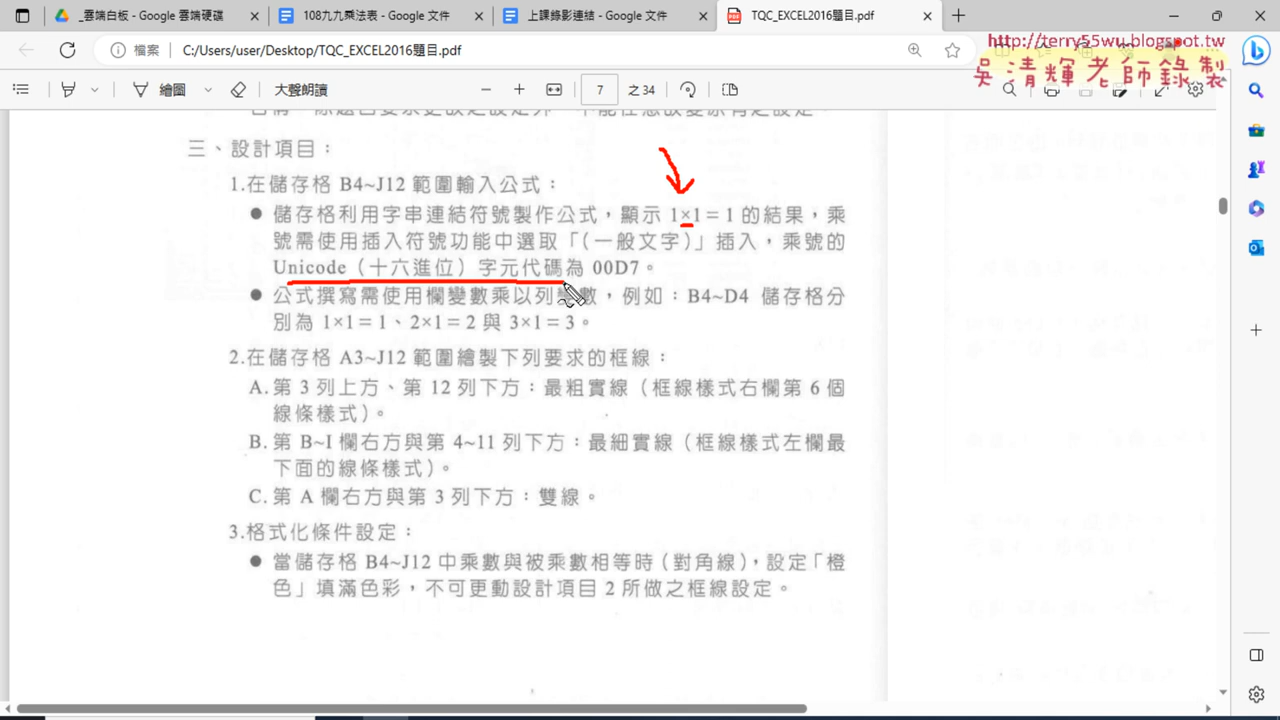 _雲端白板 - Google 雲端硬碟
108九九乘法表 - Google 文件
上課錄影連結 - Google 文件
TQC_EXCEL2016題目.pdf
檔案
C:/Users/user/Desktop/TQC_EXCEL2016題目.pdf
http://terry55wu.blogspot.tw
吳清輝老師錄製
繪圖
大聲朗讀
7
之 34
三、設計項目：
1.在儲存格 B4~J12 範圍輸入公式：
● 儲存格利用字串連結符號製作公式，顯示 1×1＝1 的結果，乘
號需使用插入符號功能中選取「(一般文字)」插入，乘號的
Unicode（十六進位）字元代碼為 00D7。
● 公式撰寫需使用欄變數乘以列變數，例如：B4~D4 儲存格分
別為 1×1＝1、2×1＝2 與 3×1＝3。
2.在儲存格 A3~J12 範圍繪製下列要求的框線：
A.第 3 列上方、第 12 列下方：最粗實線（框線樣式右欄第 6 個
線條樣式）。
B.第 B~I 欄右方與第 4~11 列下方：最細實線（框線樣式左欄最
下面的線條樣式）。
C.第 A 欄右方與第 3 列下方：雙線。
3.格式化條件設定：
● 當儲存格 B4~J12 中乘數與被乘數相等時（對角線），設定「橙
色」填滿色彩，不可更動設計項目 2 所做之框線設定。